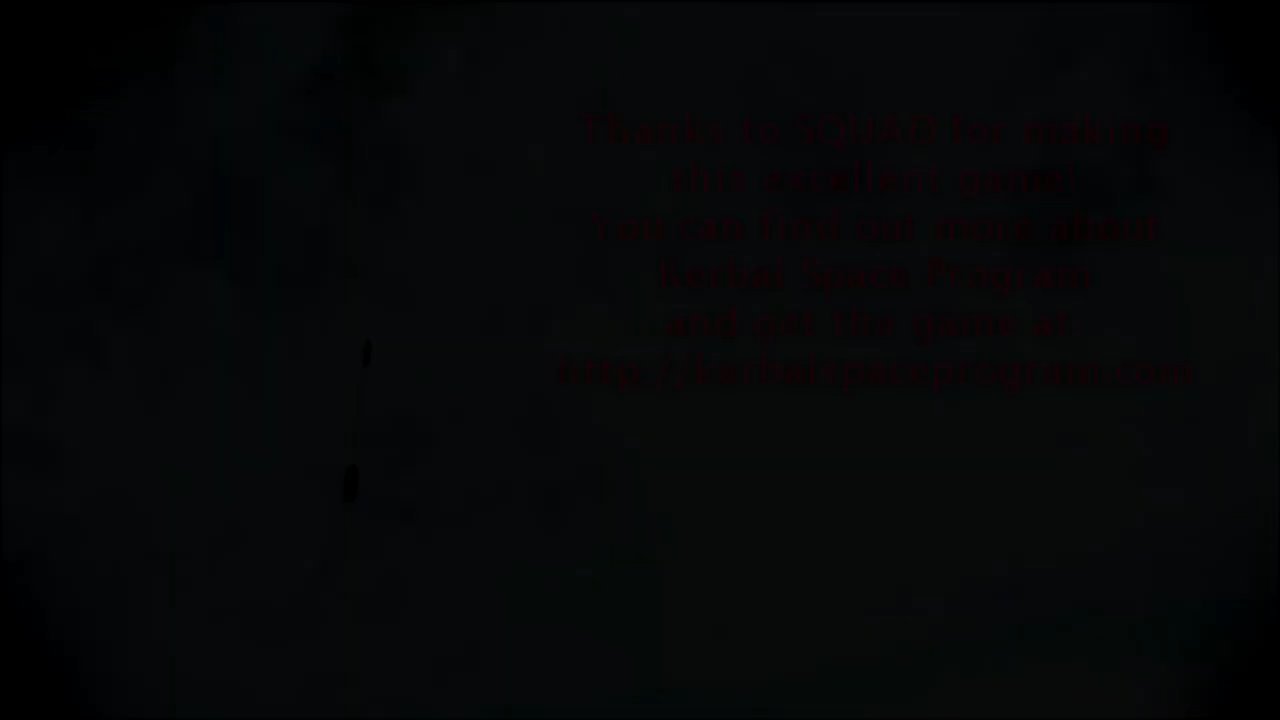 Thanks to SQUAD for making
this excellent game!
You can find out more about
Kerbal Space Program
and get the game at
http://kerbalspaceprogram.com